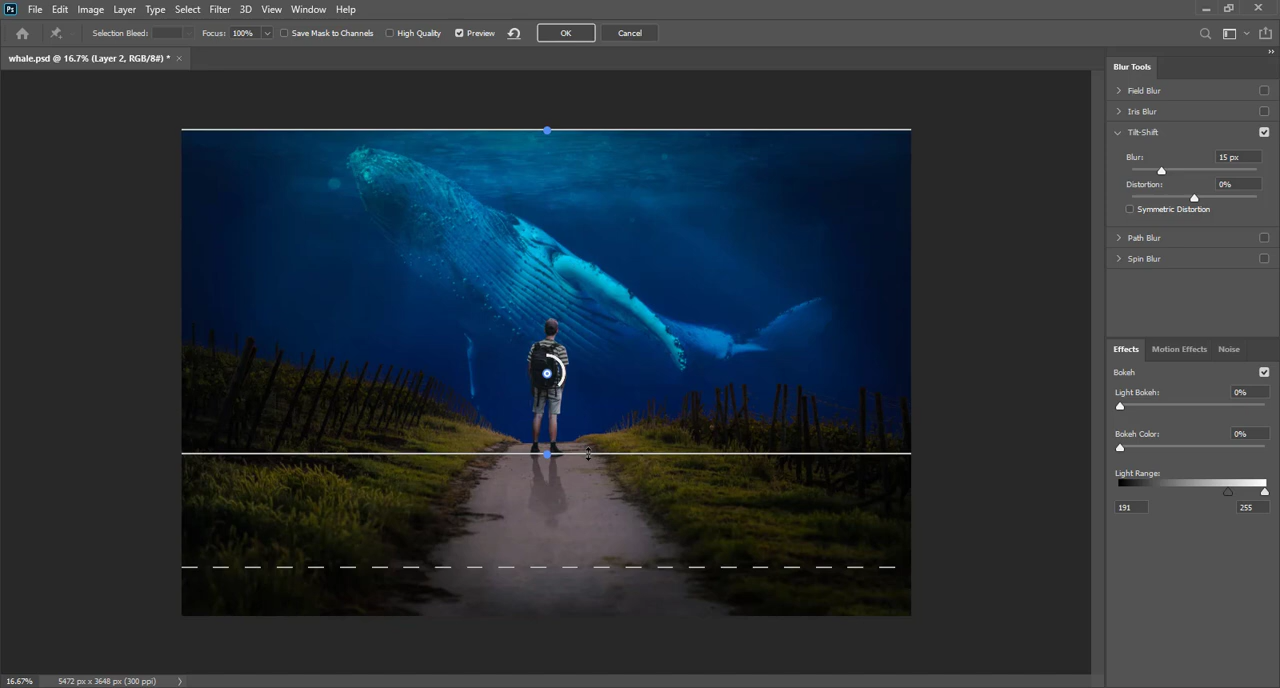 Ps File Edit Image Layer Type Select Filter 3D View Window Help
Selection Bleed: Focus: 100% Save Mask to Channels High Quality Preview OK Cancel
whale.psd @ 16.7% (Layer 2, RGB/8#) * ×
Blur Tools
Field Blur
Iris Blur
Tilt-Shift
Blur: 15 px
Distortion: 0%
Symmetric Distortion
Path Blur
Spin Blur
Effects Motion Effects Noise
Bokeh
Light Bokeh: 0%
Bokeh Color: 0%
Light Range:
191 255
16.67% 5472 px x 3648 px (300 ppi)